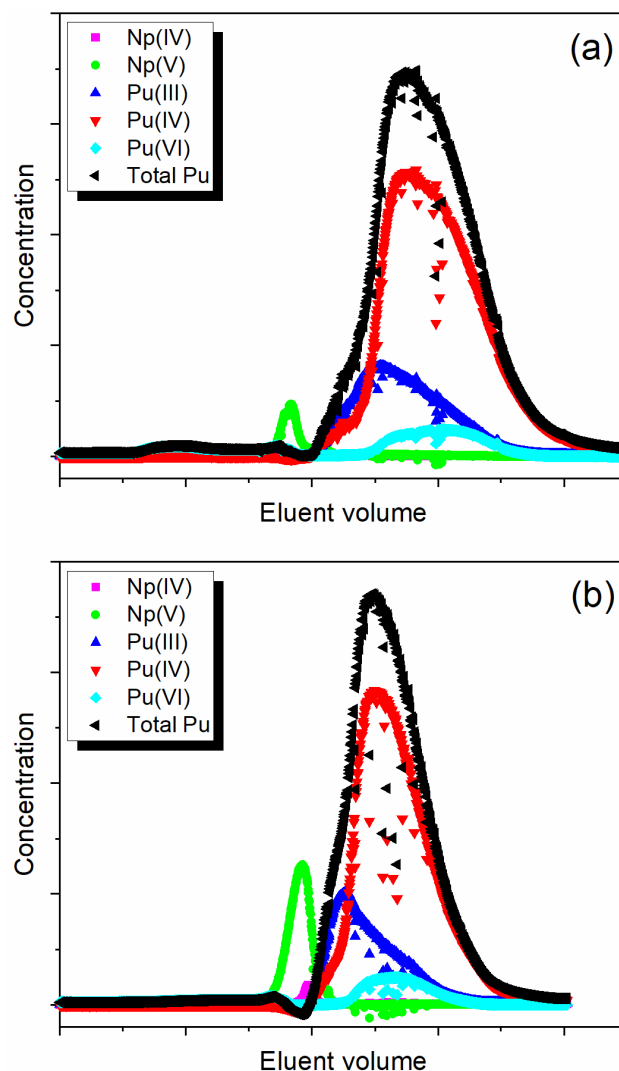 (a)
Np(IV)
Np(V)
Pu(III)
Pu(IV)
Pu(VI)
Total Pu
Concentration
Eluent volume
(b)
Np(IV)
Np(V)
Pu(III)
Pu(IV)
Pu(VI)
Total Pu
Concentration
Eluent volume